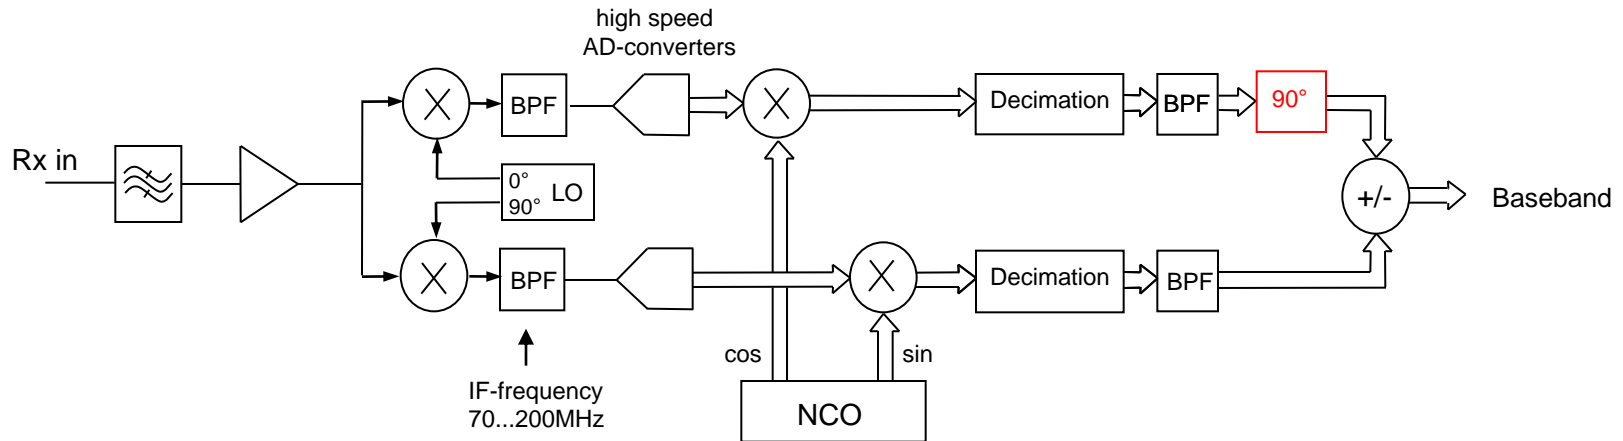 high speed
AD-converters
BPF
Decimation
BPF
90°
Rx in
0°
90°
LO
+/-
Baseband
BPF
Decimation
BPF
cos
sin
IF-frequency
70...200MHz
NCO